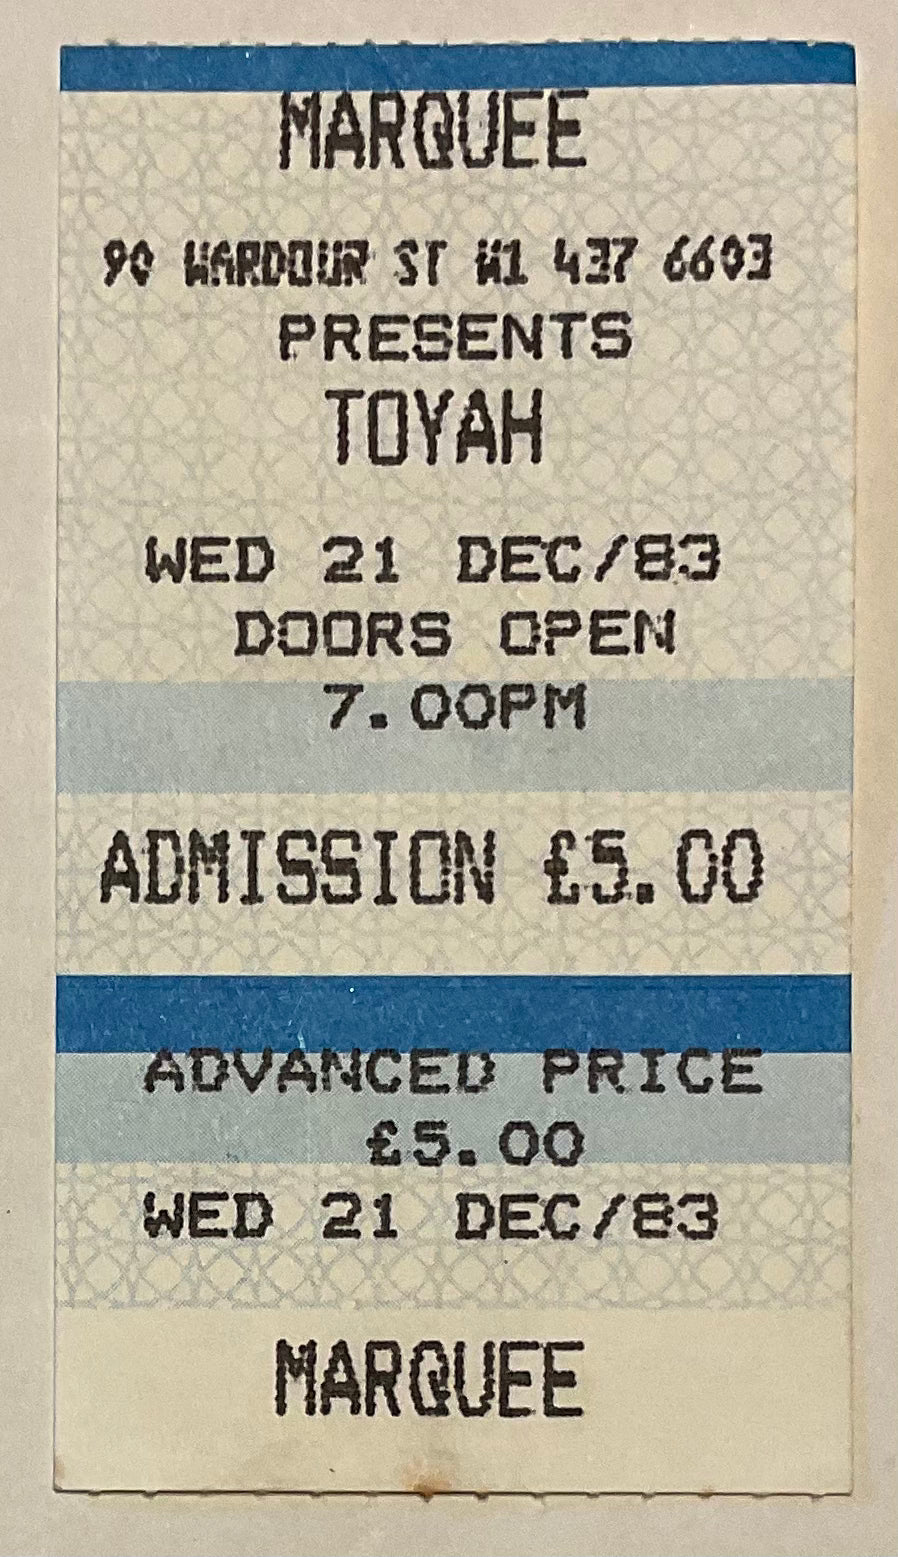 MARQUEE
90 WARDOUR ST W1 437 6603
PRESENTS
TOYAH
WED 21 DEC/83
DOORS OPEN
7.00PM
ADMISSION £5.00
ADVANCED PRICE
£5.00
WED 21 DEC/83
MARQUEE